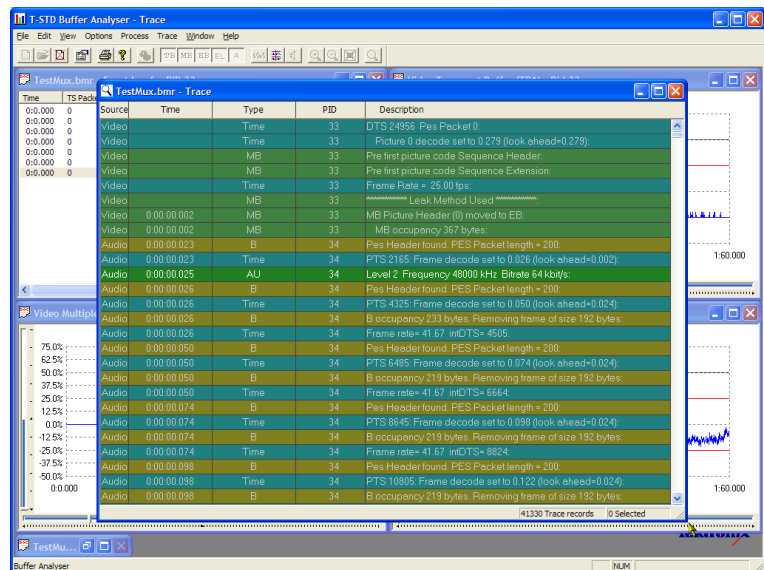 T-STD Buffer Analyser - Trace
File Edit View Options Process Trace Window Help
TB MB EB EL A
TestMux.bmr
Time TS Packe
0:0.000 0
0:0.000 0
0:0.000 0
0:0.000 0
0:0.000 0
0:0.000 0
0:0.000 0
TestMux.bmr - Trace
Source Time Type PID Description
Video Time 33 DTS 24956 Pes Packet 0:
Video Time 33 Picture 0 decode set to 0.279 (look ahead=0.279):
Video MB 33 Pre first picture code Sequence Header:
Video MB 33 Pre first picture code Sequence Extension:
Video Time 33 Frame Rate = 25.00 fps:
Video MB 33 Leak Method Used
Video 0:00:00.002 MB 33 MB Picture Header (0) moved to EB:
Video 0:00:00.002 MB 33 MB occupancy 367 bytes:
Audio 0:00:00.023 B 34 Pes Header found. PES Packet length = 200:
Audio 0:00:00.023 Time 34 PTS 2165: Frame decode set to 0.026 (look ahead=0.002):
Audio 0:00:00.025 AU 34 Level 2 Frequency 48000 kHz Bitrate 64 kbit/s:
Audio 0:00:00.026 B 34 Pes Header found. PES Packet length = 200:
Audio 0:00:00.026 Time 34 PTS 4325: Frame decode set to 0.050 (look ahead=0.024):
Audio 0:00:00.026 B 34 B occupancy 233 bytes. Removing frame of size 192 bytes:
Audio 0:00:00.026 Time 34 Frame rate= 41.67 intDTS= 4505:
Audio 0:00:00.050 B 34 Pes Header found. PES Packet length = 200:
Audio 0:00:00.050 Time 34 PTS 6485: Frame decode set to 0.074 (look ahead=0.024):
Audio 0:00:00.050 B 34 B occupancy 219 bytes. Removing frame of size 192 bytes:
Audio 0:00:00.050 Time 34 Frame rate= 41.67 intDTS= 6664:
Audio 0:00:00.074 B 34 Pes Header found. PES Packet length = 200:
Audio 0:00:00.074 Time 34 PTS 8645: Frame decode set to 0.098 (look ahead=0.024):
Audio 0:00:00.074 B 34 B occupancy 219 bytes. Removing frame of size 192 bytes:
Audio 0:00:00.074 Time 34 Frame rate= 41.67 intDTS= 8824:
Audio 0:00:00.098 B 34 Pes Header found. PES Packet length = 200:
Audio 0:00:00.098 Time 34 PTS 10805: Frame decode set to 0.122 (look ahead=0.024):
Audio 0:00:00.098 B 34 B occupancy 219 bytes. Removing frame of size 192 bytes:
41330 Trace records 0 Selected
1:60.000
Video Multiple
75.0%
62.5%
50.0%
37.5%
25.0%
12.5%
0.0%
-12.5%
-25.0%
-37.5%
-50.0%
0:0.000
1:60.000
TestMu...
Buffer Analyser NUM